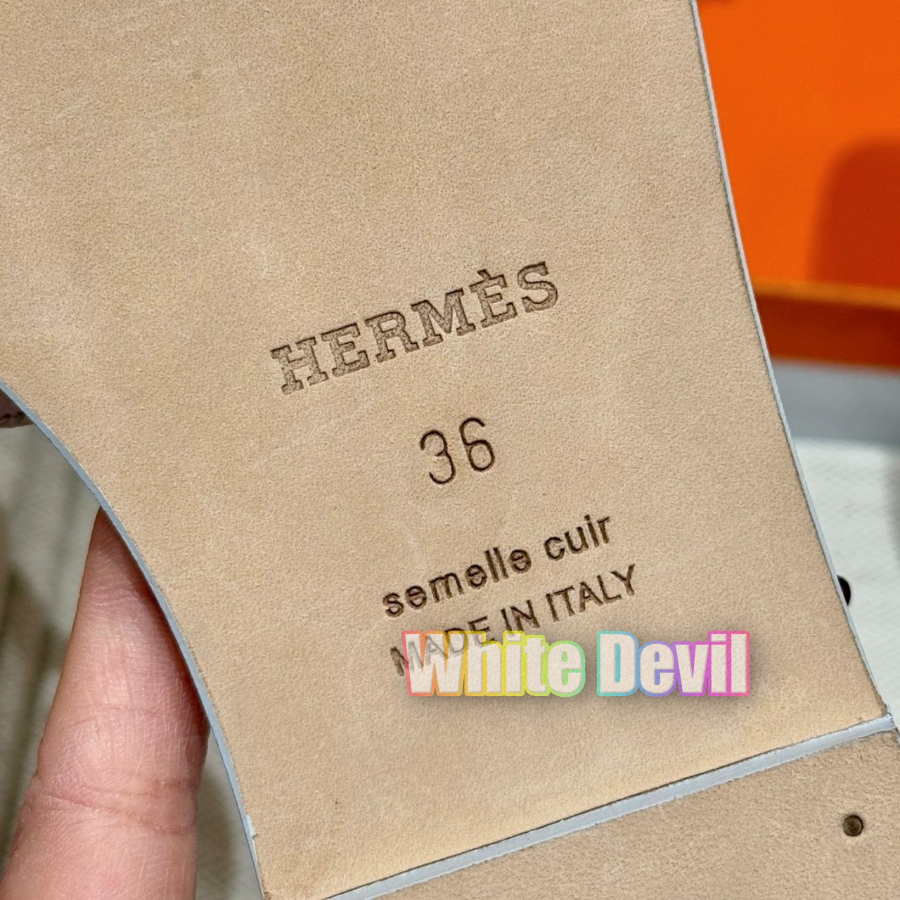 HERMÈS
36
semelle cuir
MADE IN ITALY
White Devil